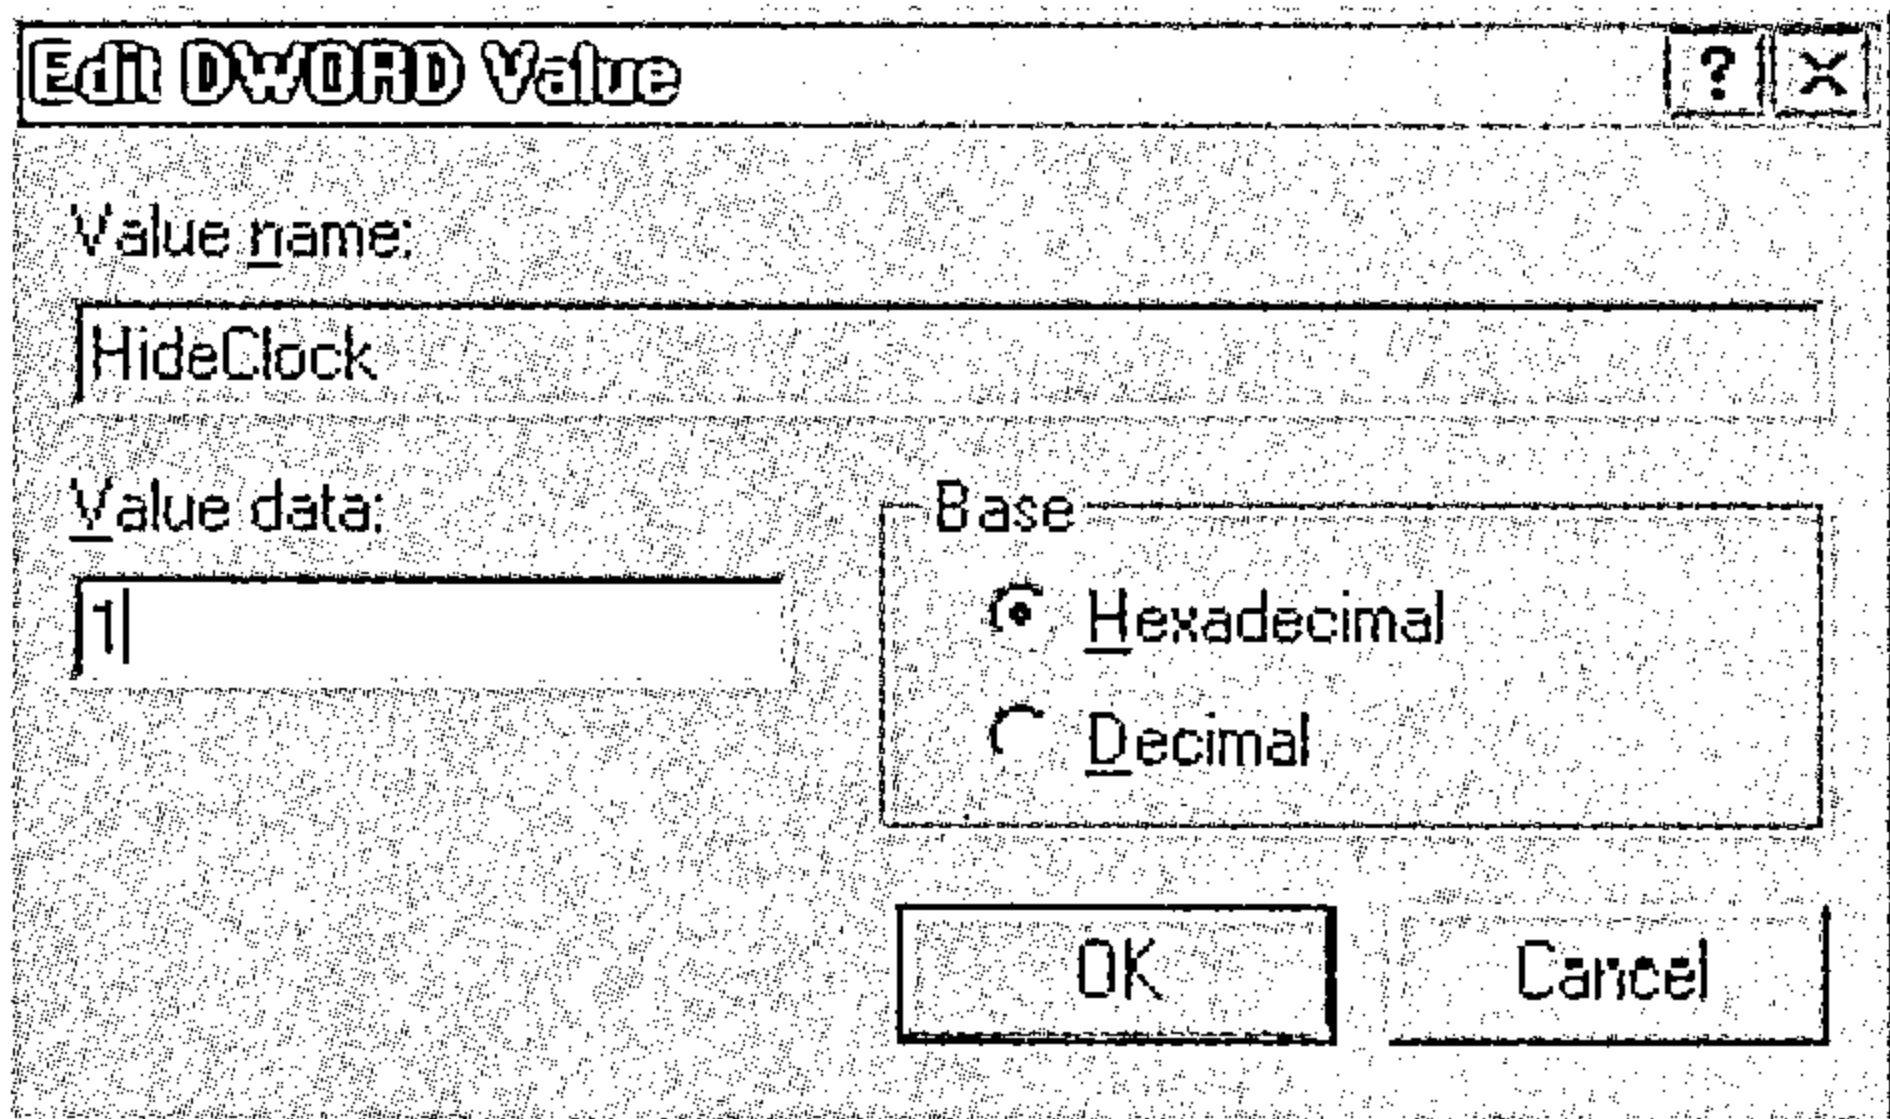 Edit DWORD Value
? X
Value name:
HideClock
Value data:
1
Base
Hexadecimal
Decimal
OK
Cancel